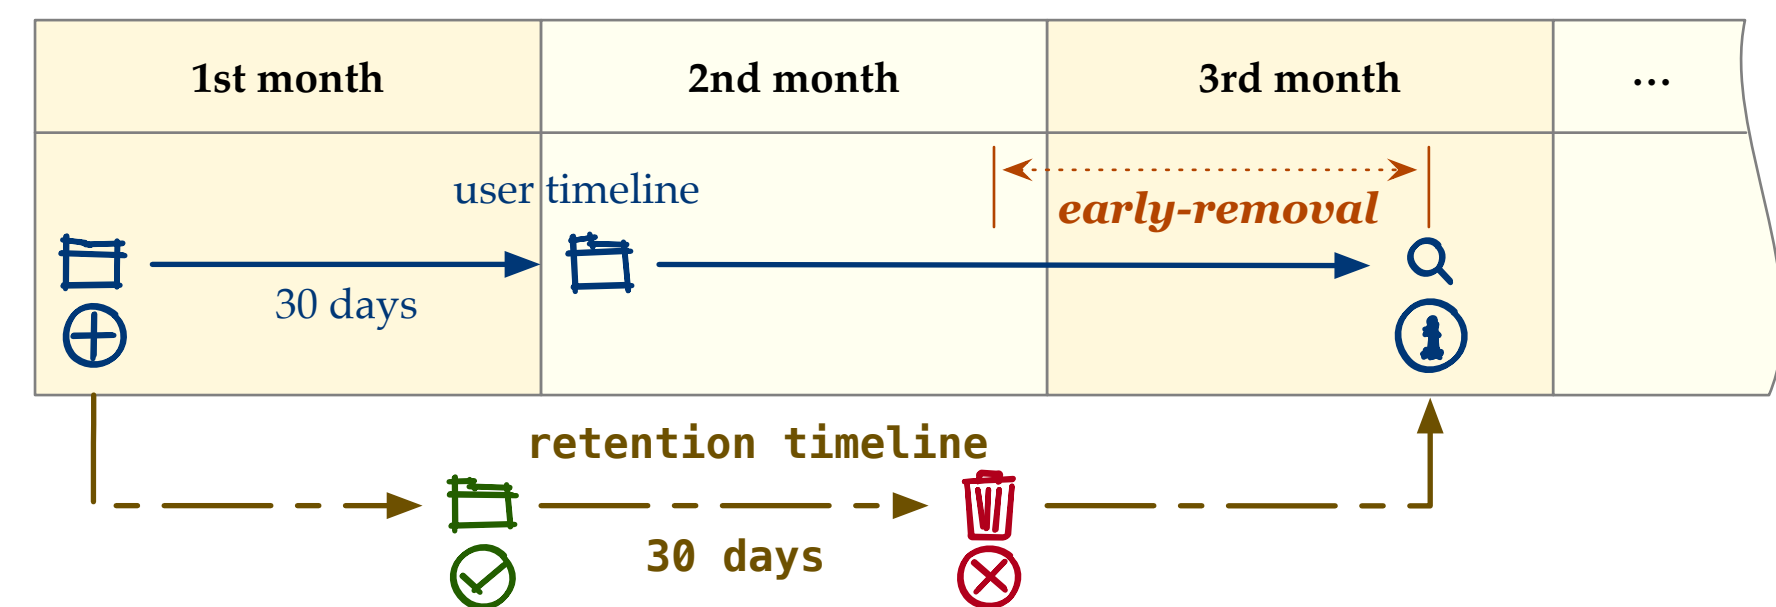 1st month
2nd month
3rd month
...
user timeline
early-removal
30 days
retention timeline
30 days